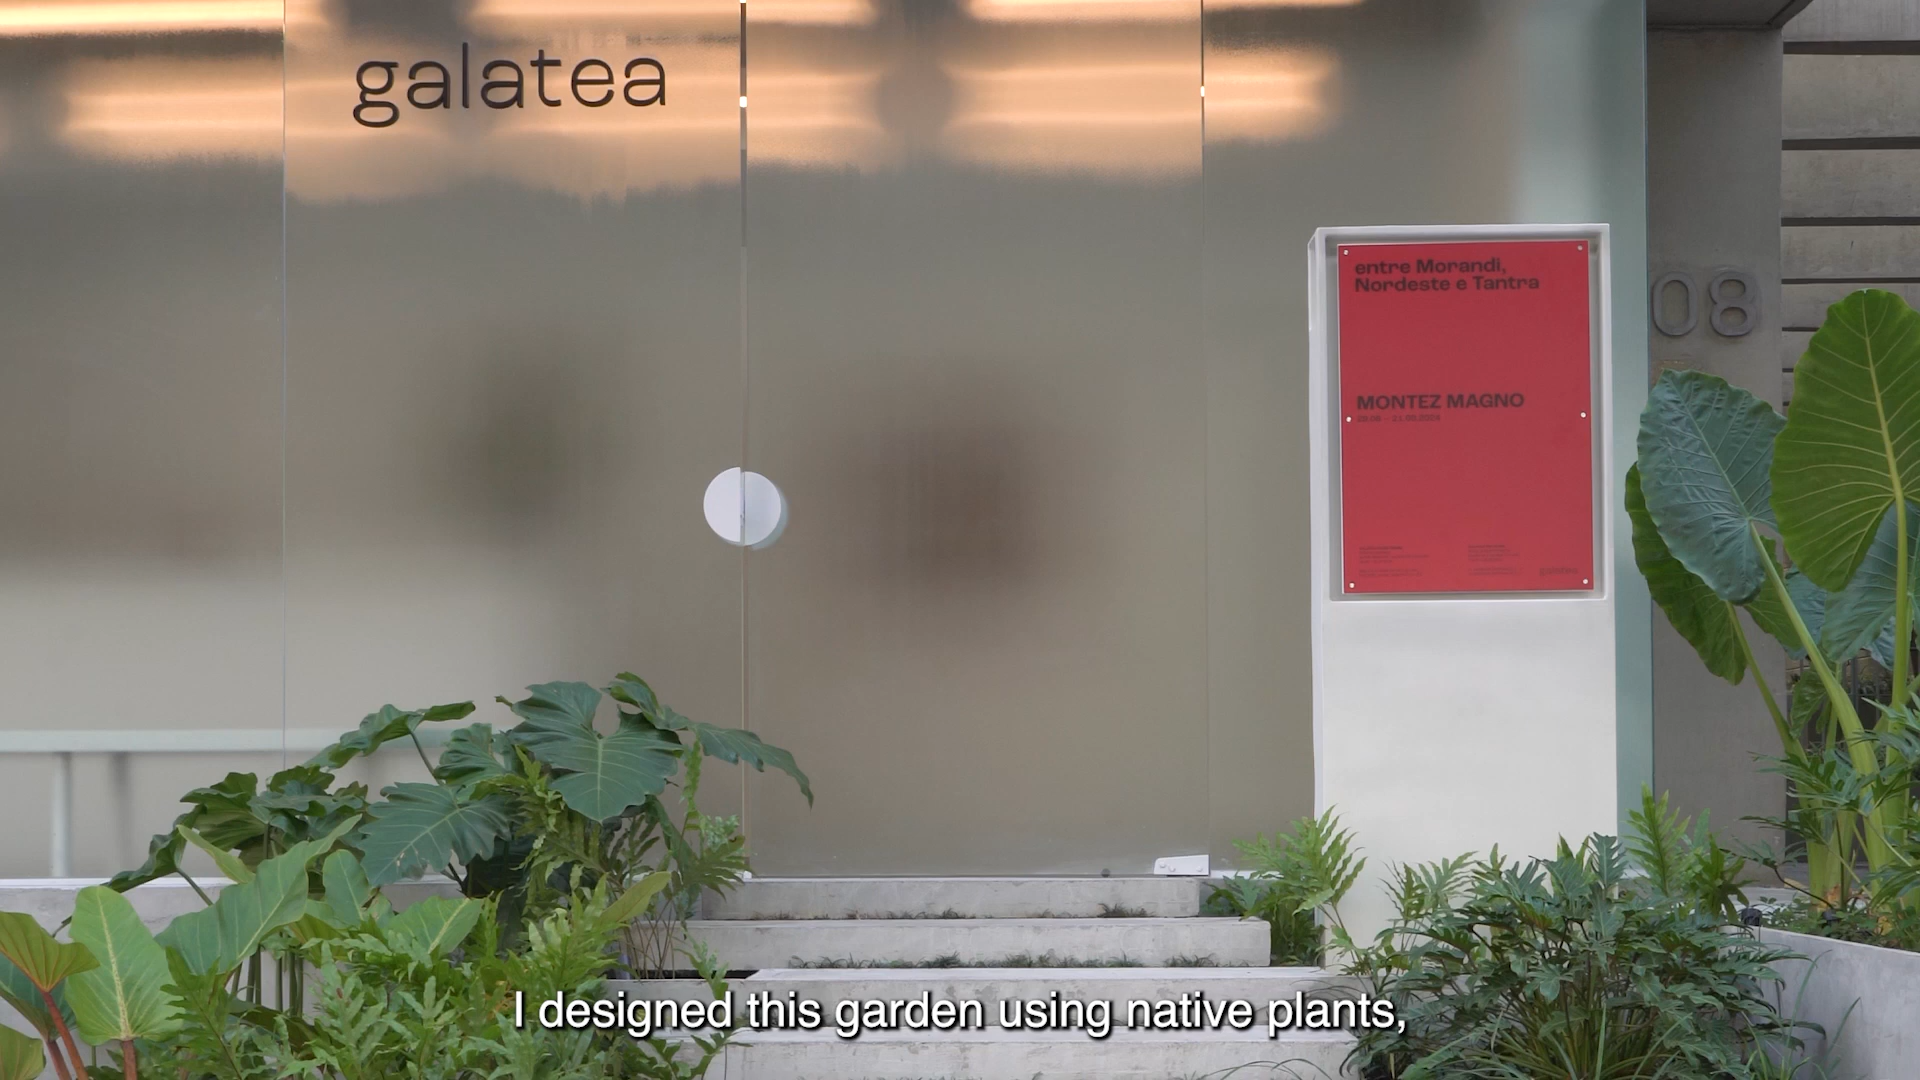 galatea
entre Morandi,
Nordeste e Tantra
08
MONTEZ MAGNO
I designed this garden using native plants,